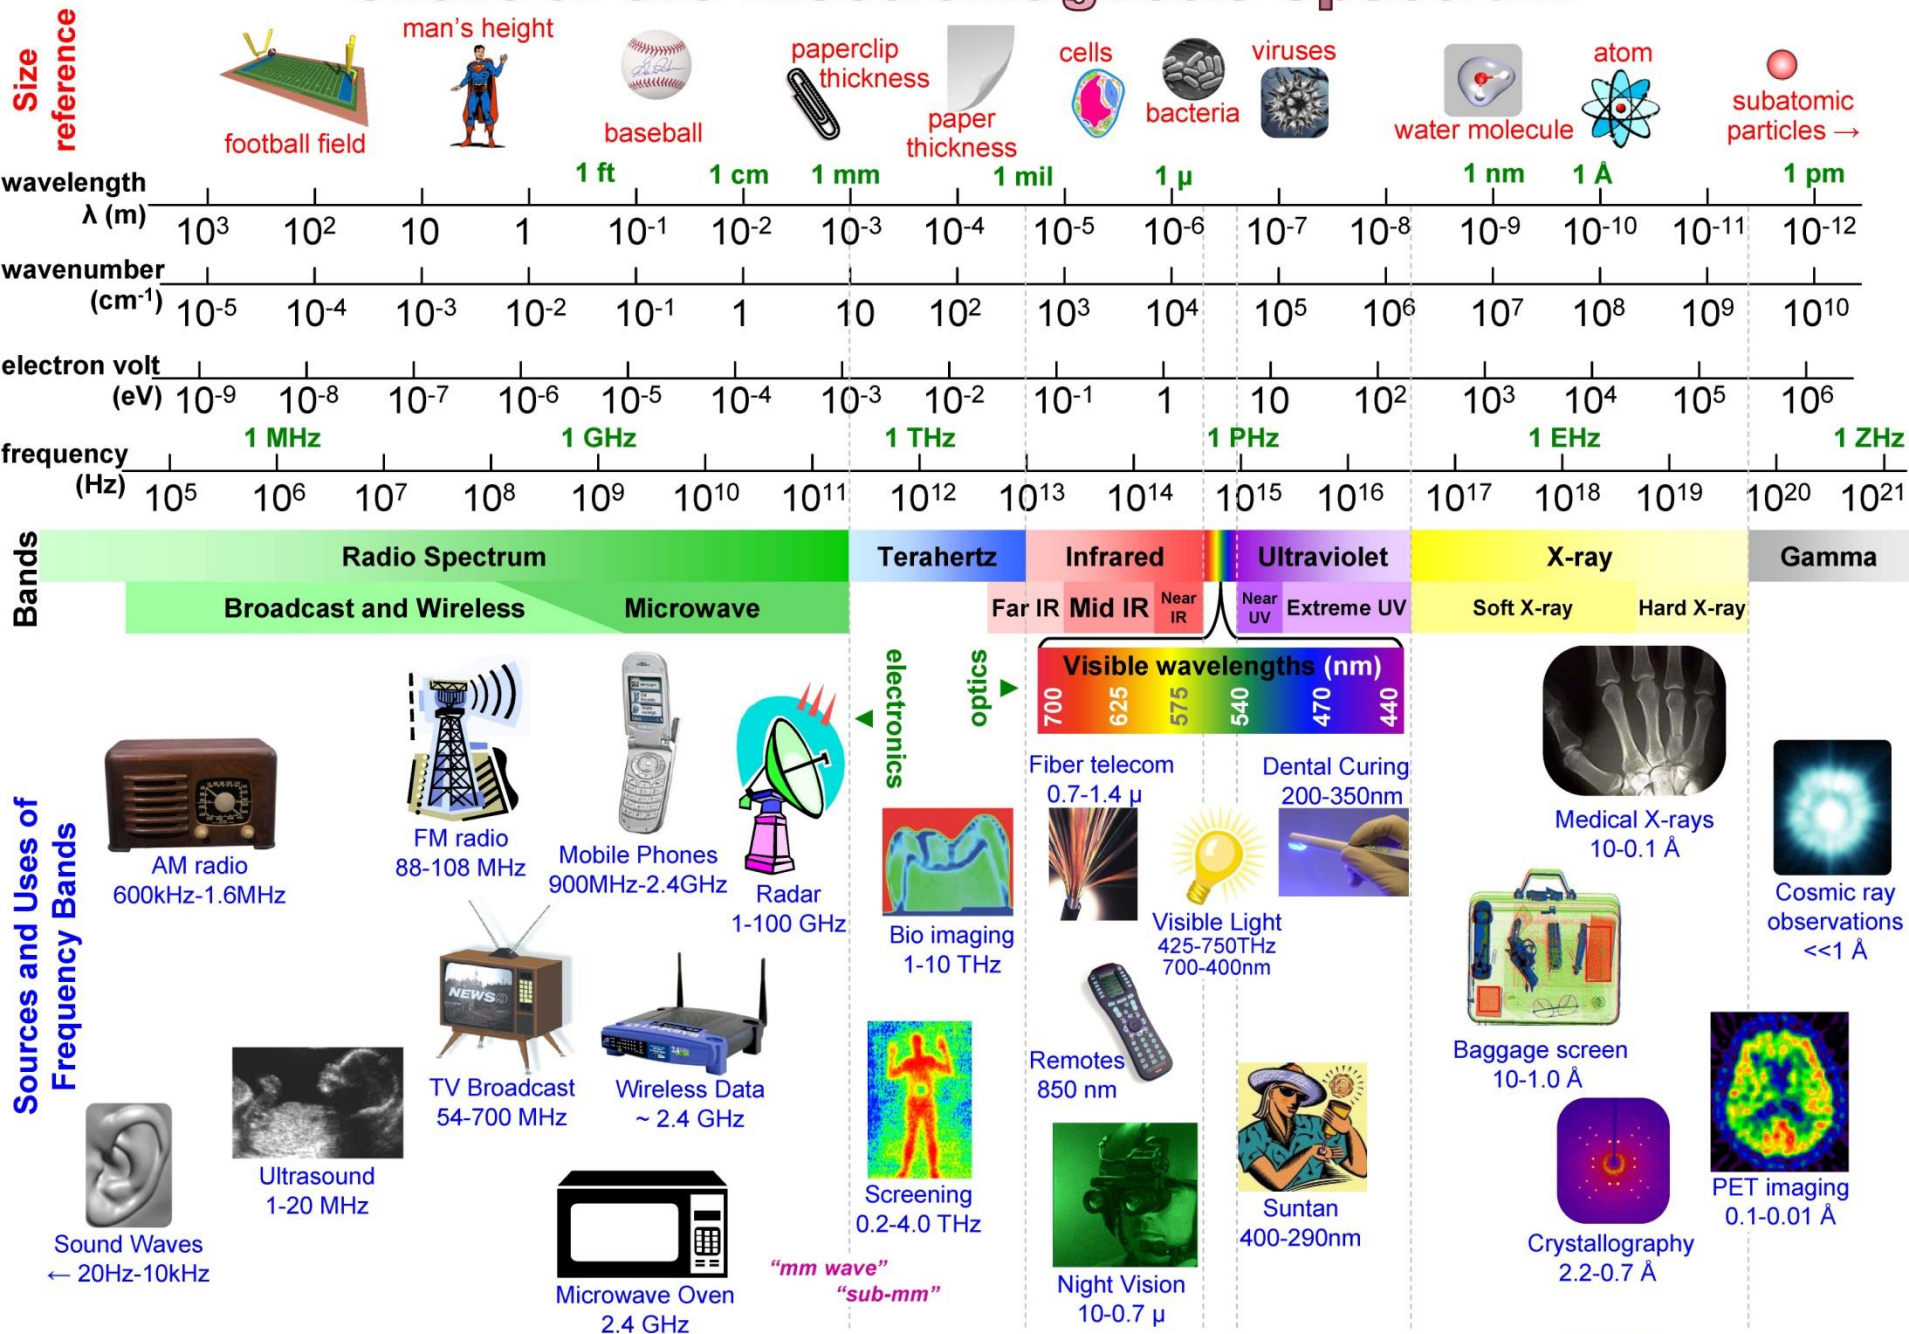 Size reference
football field
man's height
baseball
paperclip
thickness
paper
thickness
cells
bacteria
viruses
water molecule
atom
subatomic
particles →
1 ft 1 cm 1 mm 1 mil 1 µ 1 nm 1 Å 1 pm
wavelength
λ (m)
10³ 10² 10 1 10⁻¹ 10⁻² 10⁻³ 10⁻⁴ 10⁻⁵ 10⁻⁶ 10⁻⁷ 10⁻⁸ 10⁻⁹ 10⁻¹⁰ 10⁻¹¹ 10⁻¹²
wavenumber
(cm⁻¹)
10⁻⁵ 10⁻⁴ 10⁻³ 10⁻² 10⁻¹ 1 10 10² 10³ 10⁴ 10⁵ 10⁶ 10⁷ 10⁸ 10⁹ 10¹⁰
electron volt
(eV)
10⁻⁹ 10⁻⁸ 10⁻⁷ 10⁻⁶ 10⁻⁵ 10⁻⁴ 10⁻³ 10⁻² 10⁻¹ 1 10 10² 10³ 10⁴ 10⁵ 10⁶
1 MHz 1 GHz 1 THz 1 PHz 1 EHz 1 ZHz
frequency
(Hz)
10⁵ 10⁶ 10⁷ 10⁸ 10⁹ 10¹⁰ 10¹¹ 10¹² 10¹³ 10¹⁴ 10¹⁵ 10¹⁶ 10¹⁷ 10¹⁸ 10¹⁹ 10²⁰ 10²¹
Bands
Radio Spectrum Terahertz Infrared Ultraviolet X-ray Gamma
Broadcast and Wireless Microwave Far IR Mid IR Near IR Near UV Extreme UV Soft X-ray Hard X-ray
electronics
optics
Visible wavelengths (nm)
700 625 575 540 470 440
Sources and Uses of
Frequency Bands
AM radio
600kHz-1.6MHz
FM radio
88-108 MHz
Mobile Phones
900MHz-2.4GHz
Radar
1-100 GHz
Bio imaging
1-10 THz
Fiber telecom
0.7-1.4 µ
Visible Light
425-750THz
700-400nm
Dental Curing
200-350nm
Medical X-rays
10-0.1 Å
Cosmic ray
observations
<<1 Å
Sound Waves
← 20Hz-10kHz
Ultrasound
1-20 MHz
NEWS9
TV Broadcast
54-700 MHz
Wireless Data
~ 2.4 GHz
Microwave Oven
2.4 GHz
"mm wave"
"sub-mm"
Screening
0.2-4.0 THz
Remotes
850 nm
Night Vision
10-0.7 µ
Suntan
400-290nm
Baggage screen
10-1.0 Å
Crystallography
2.2-0.7 Å
PET imaging
0.1-0.01 Å